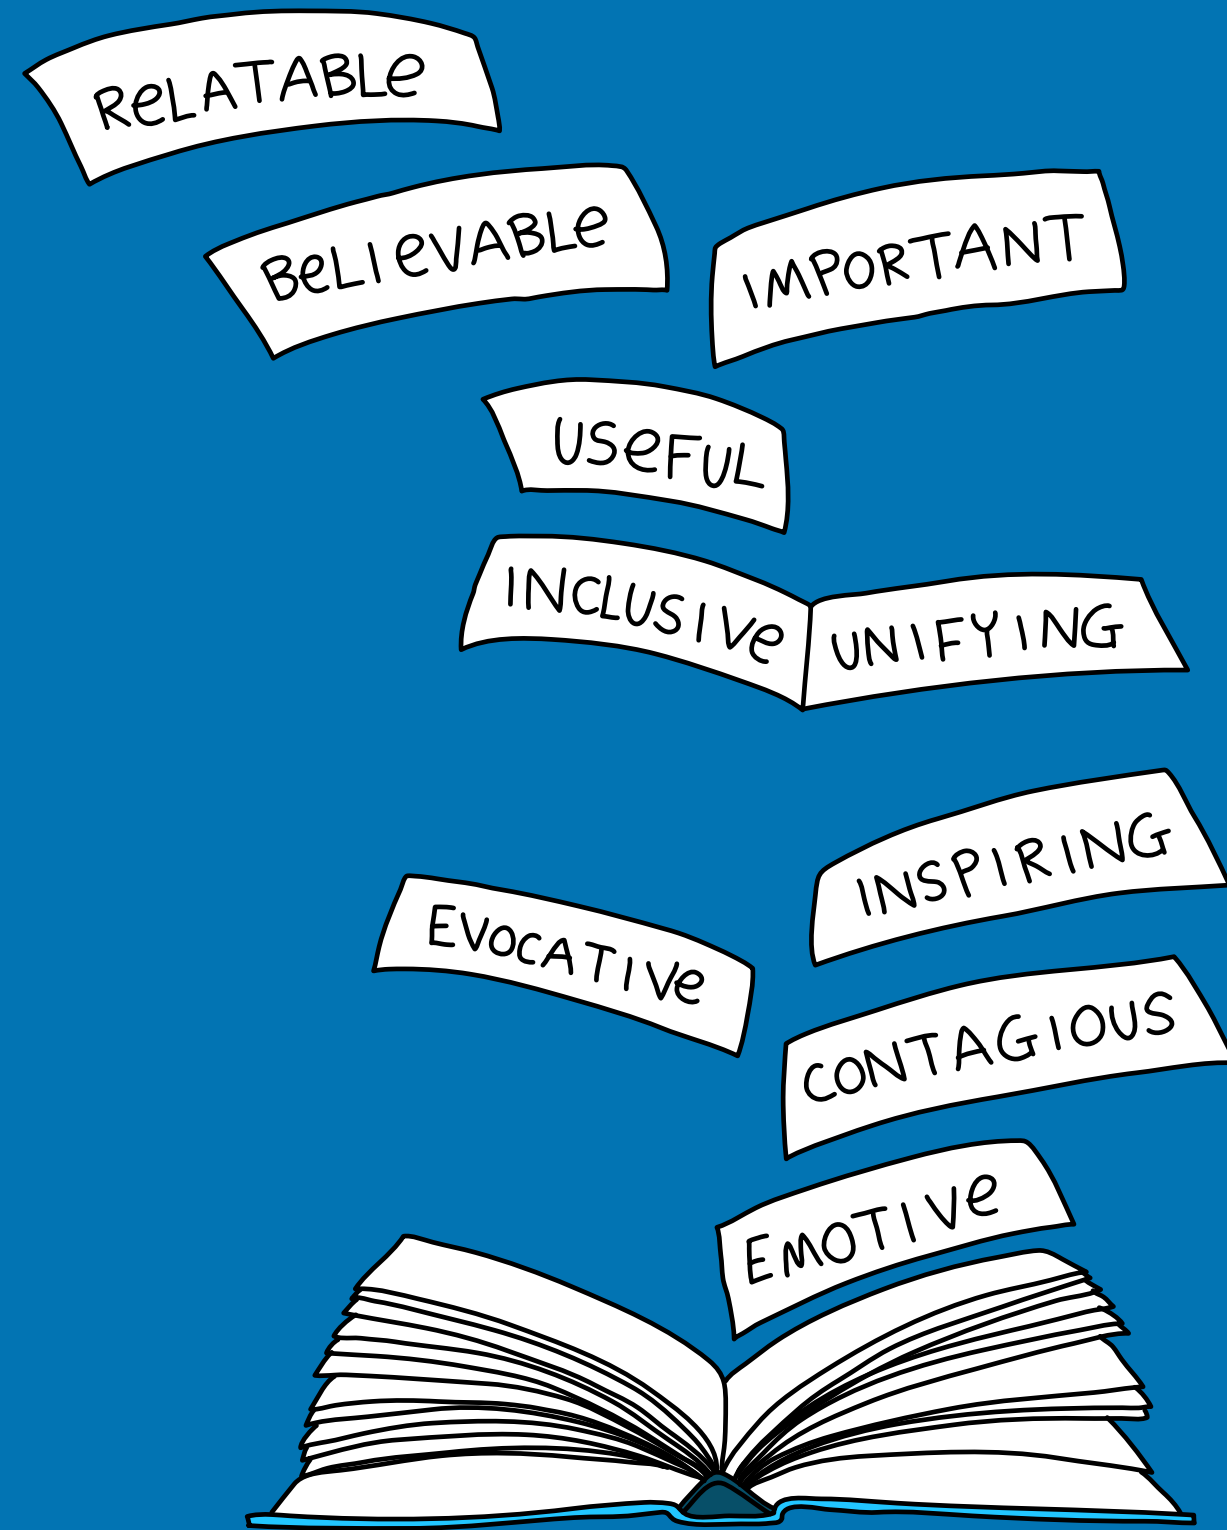 RELATABLE
BELIEVABLE
IMPORTANT
USEFUL
INCLUSIVE
UNIFYING
INSPIRING
EVOCATIVE
CONTAGIOUS
EMOTIVE